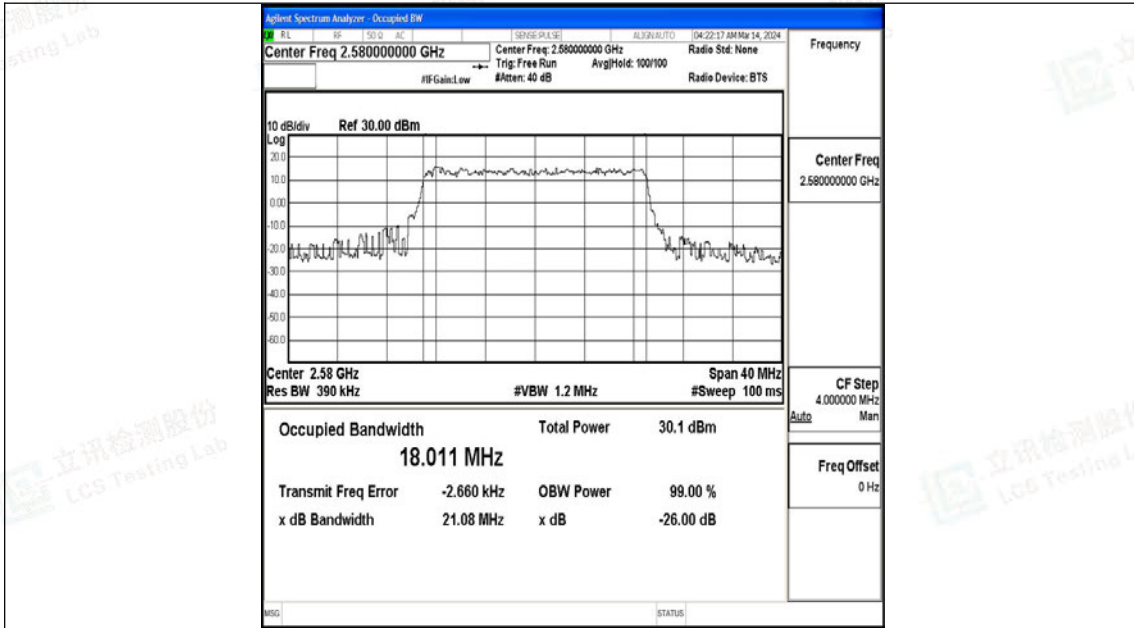 Agilent Spectrum Analyzer - Occupied BW
RL RF 50 Ω AC SENSE:PULSE ALIGN AUTO 04:22:17 AM Mar 14, 2024
Center Freq 2.580000000 GHz
Center Freq: 2.580000000 GHz Radio Std: None
Trig: Free Run Avg|Hold: 100/100
#IFGain:Low #Atten: 40 dB Radio Device: BTS
Frequency
10 dB/div Ref 30.00 dBm
Log
20.0
10.0
0.00
-10.0
-20.0
-30.0
-40.0
-50.0
-60.0
Center Freq
2.580000000 GHz
Center 2.58 GHz Span 40 MHz
Res BW 390 kHz #VBW 1.2 MHz #Sweep 100 ms
CF Step
4.000000 MHz
Auto Man
Occupied Bandwidth Total Power 30.1 dBm
18.011 MHz
Transmit Freq Error -2.660 kHz OBW Power 99.00 %
x dB Bandwidth 21.08 MHz x dB -26.00 dB
Freq Offset
0 Hz
MSG STATUS
立讯检测股份
LCS Testing Lab
立讯检测股份
LCS Testing L
sting Lab